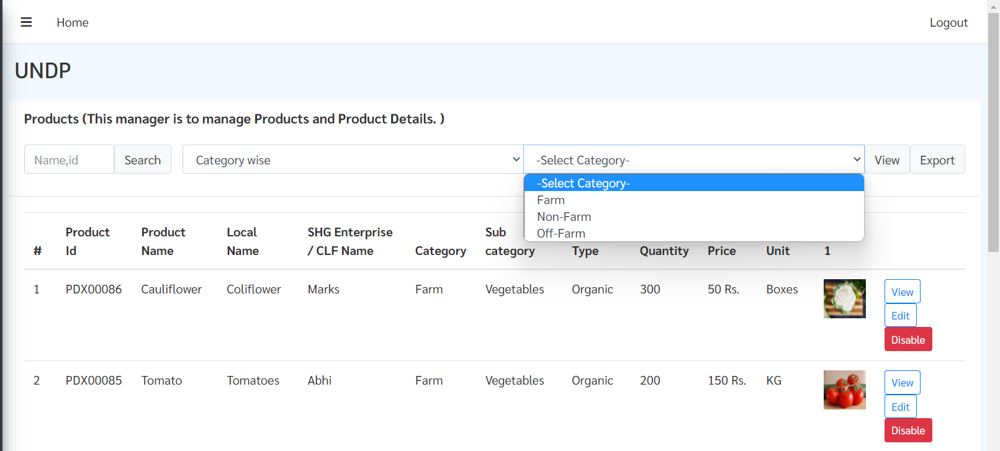 Home
Logout
UNDP
Products (This manager is to manage Products and Product Details. )
Name,id
Search
Category wise
-Select Category-
View
Export
-Select Category-
Farm
Non-Farm
Off-Farm
#
Product Id
Product Name
Local Name
SHG Enterprise / CLF Name
Category
Sub category
Type
Quantity
Price
Unit
1
1 PDX00086 Cauliflower Coliflower Marks Farm Vegetables Organic 300 50 Rs. Boxes
View
Edit
Disable
2 PDX00085 Tomato Tomatoes Abhi Farm Vegetables Organic 200 150 Rs. KG
View
Edit
Disable